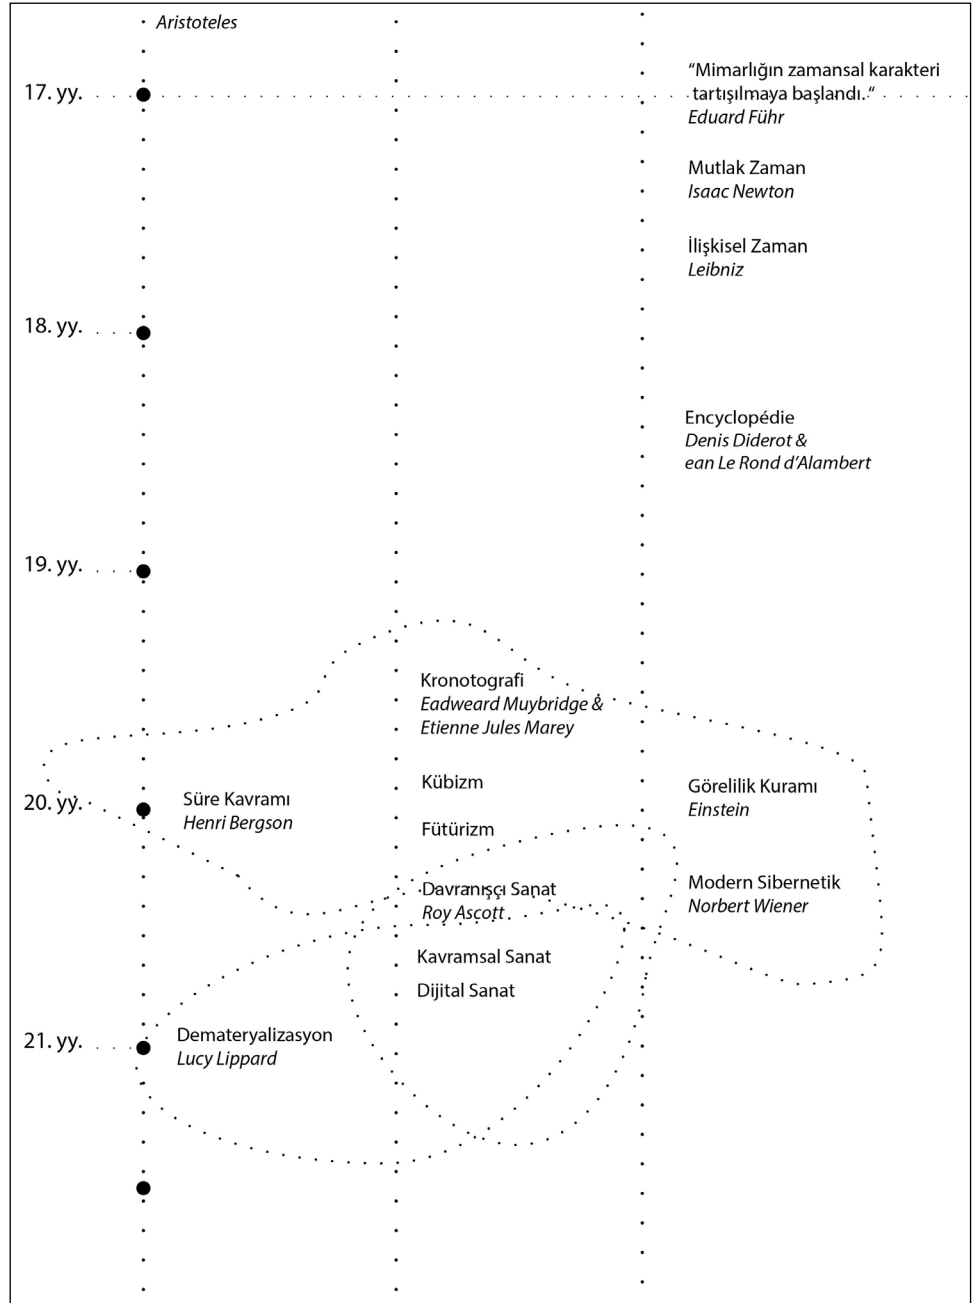 Aristoteles
17. yy.
“Mimarlığın zamansal karakteri
tartışılmaya başlandı.“
Eduard Führ
Mutlak Zaman
Isaac Newton
İlişkisel Zaman
Leibniz
18. yy.
Encyclopédie
Denis Diderot &
ean Le Rond d’Alambert
19. yy.
Kronotografi
Eadweard Muybridge &
Etienne Jules Marey
Kübizm
Fütürizm
20. yy.
Süre Kavramı
Henri Bergson
Görelilik Kuramı
Einstein
Davranışçı Sanat
Roy Ascott
Modern Sibernetik
Norbert Wiener
Kavramsal Sanat
Dijital Sanat
21. yy.
Demateryalizasyon
Lucy Lippard